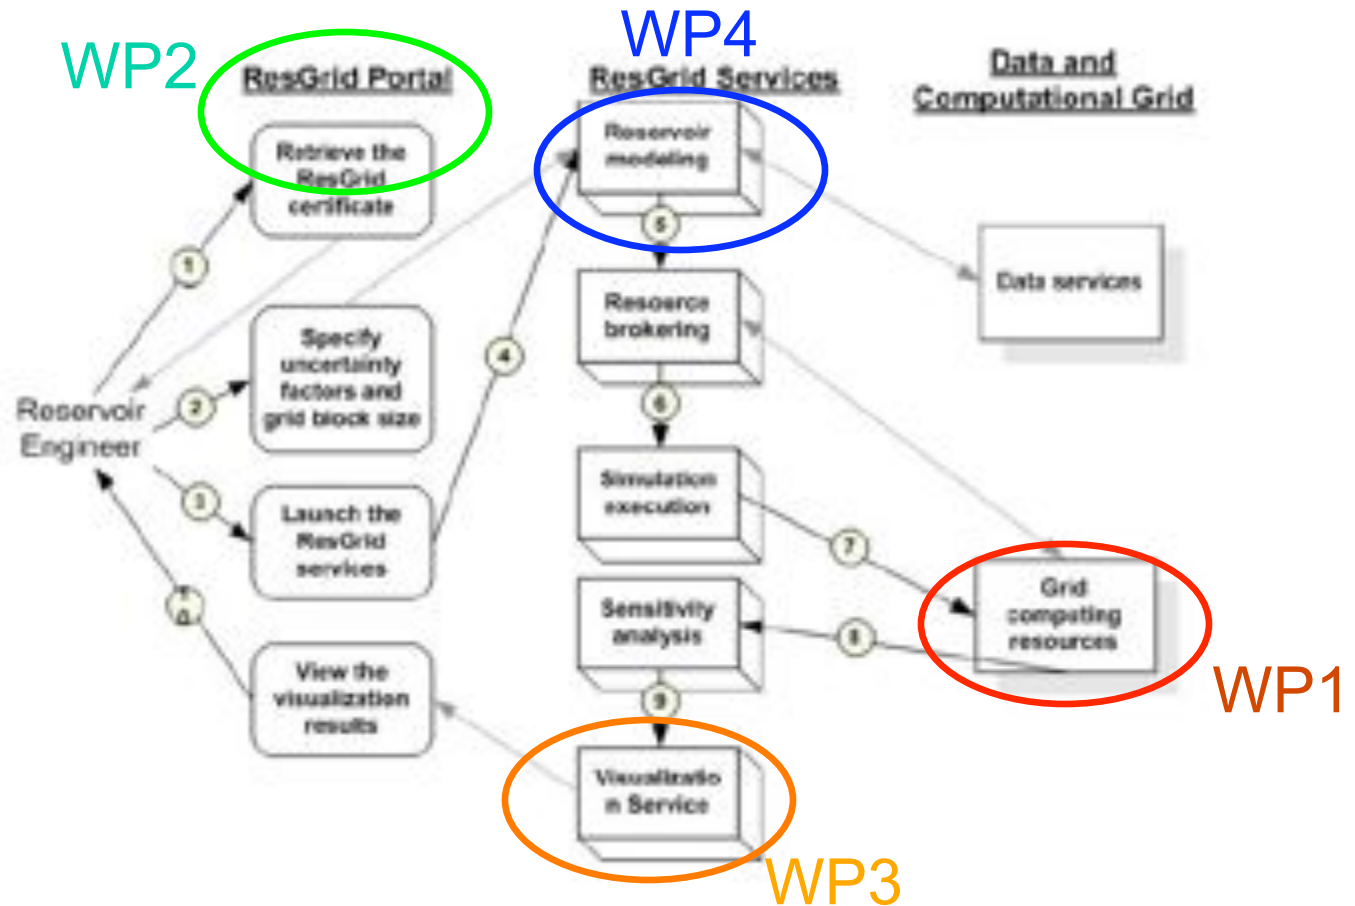 WP2
WP4
ResGrid Portal
ResGrid Services
Data and
Computational Grid
Retrieve the
ResGrid
certificate
Reservoir
modeling
1
5
Data services
Resource
brokering
Specify
uncertainty
factors and
grid block size
4
2
6
Reservoir
Engineer
Simulation
execution
3
Launch the
ResGrid
services
7
Grid
computing
resources
Sensitivity
analysis
8
10
WP1
View the
visualization
results
9
Visualizatio
n Service
WP3